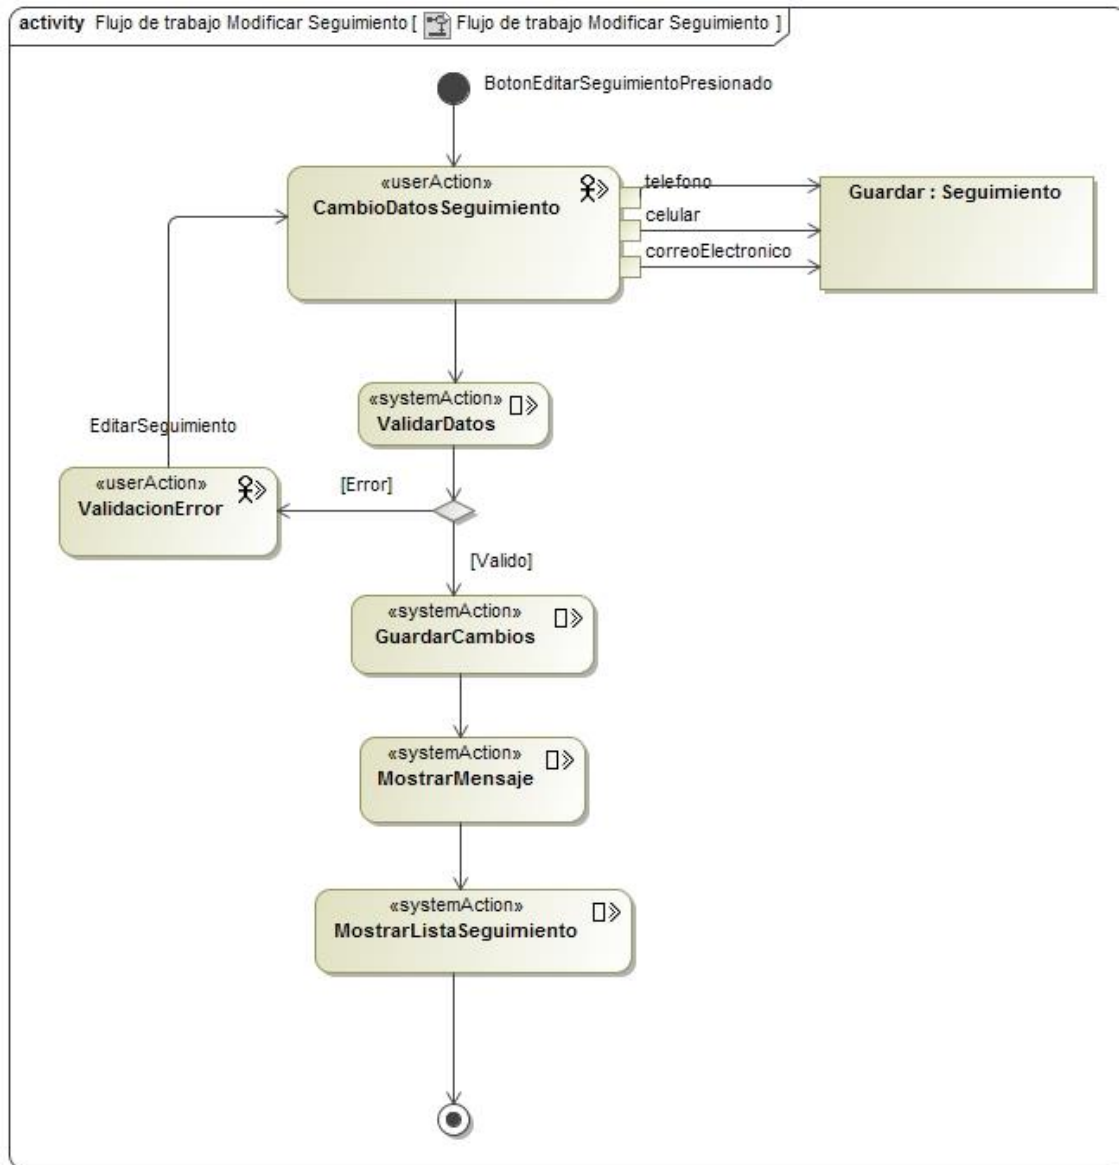 activity Flujo de trabajo Modificar Seguimiento [ Flujo de trabajo Modificar Seguimiento ]
BotonEditarSeguimientoPresionado
«userAction»
CambioDatosSeguimiento
telefono
celular
correoElectronico
Guardar : Seguimiento
«systemAction»
ValidarDatos
EditarSeguimiento
«userAction»
ValidacionError
[Error]
[Valido]
«systemAction»
GuardarCambios
«systemAction»
MostrarMensaje
«systemAction»
MostrarListaSeguimiento